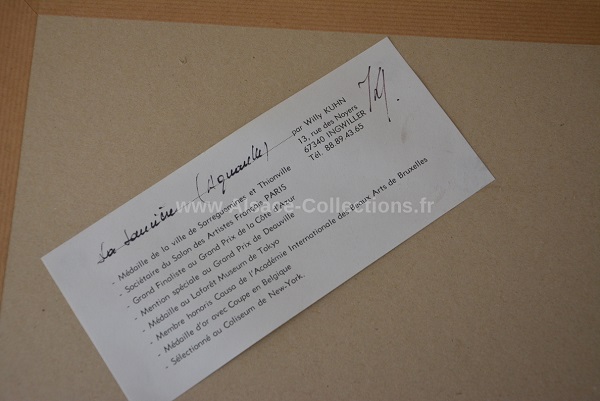 La (Aquarelle) par Willy KUHN
13, rue des Noyers
67340 INGWILLER
Tél. 88.89.43.65
- Médaille de la ville de Sarreguemines et Thionville
- Sociétaire du Salon des Artistes Français PARIS
- Grand Finaliste au Grand Prix de la Côte d'Azur
- Mention spéciale au Grand Prix de Deauville
- Médaille au Laforêt Museum de Tokyo
- Membre honoris Causa de l'Académie Internationale des Beaux Arts de Bruxelles
- Médaille d'or avec Coupe en Belgique
- Sélectionné au Coliseum de New-York.
www.Alsace-Collections.fr